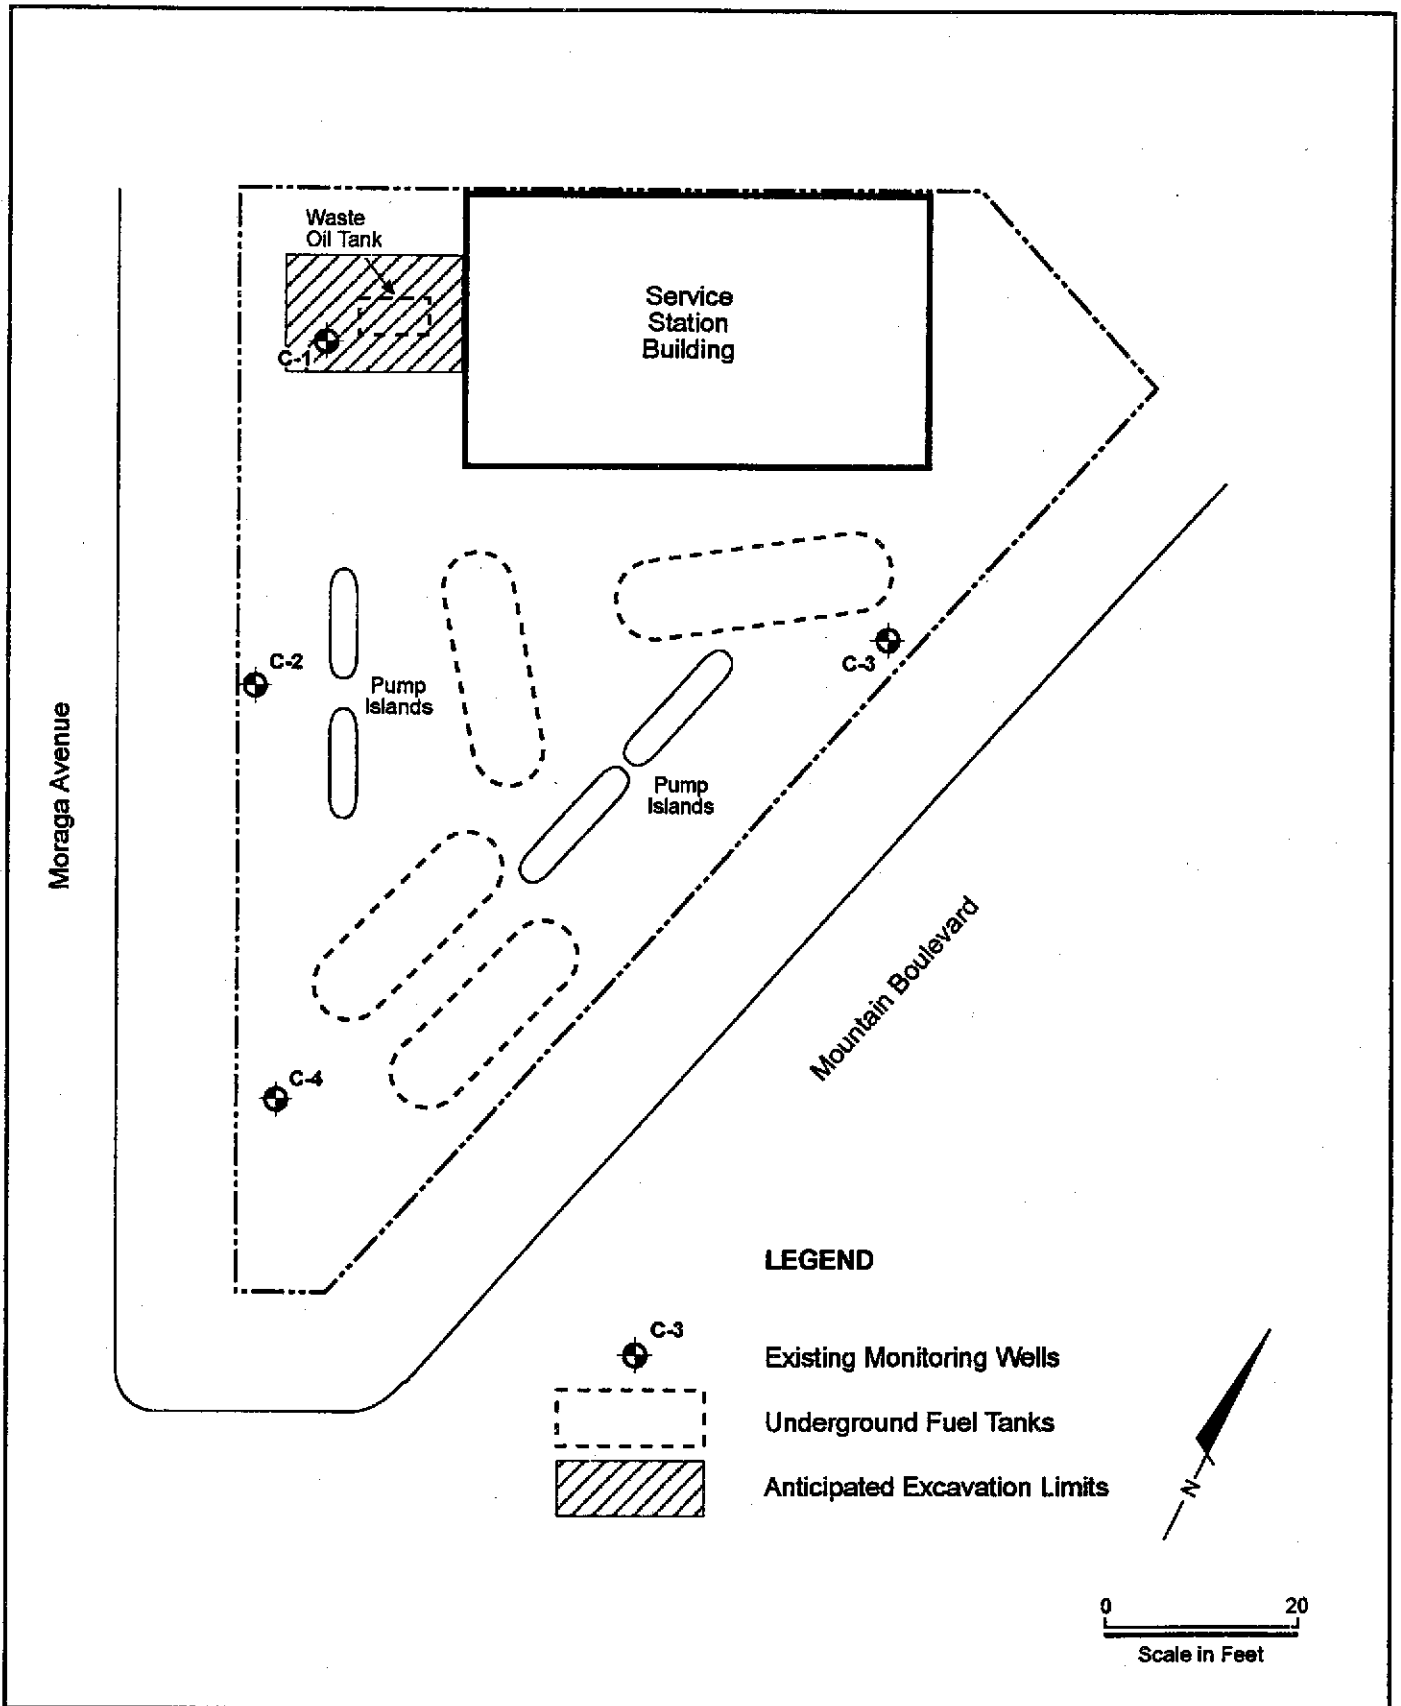 Waste
Oil Tank
C-1
Service
Station
Building
C-2
Pump
Islands
C-3
Pump
Islands
Moraga Avenue
Mountain Boulevard
C-4
LEGEND
C-3
Existing Monitoring Wells
Underground Fuel Tanks
Anticipated Excavation Limits
N
0 20
Scale in Feet